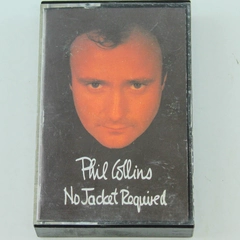 Phil Collins
No Jacket Required